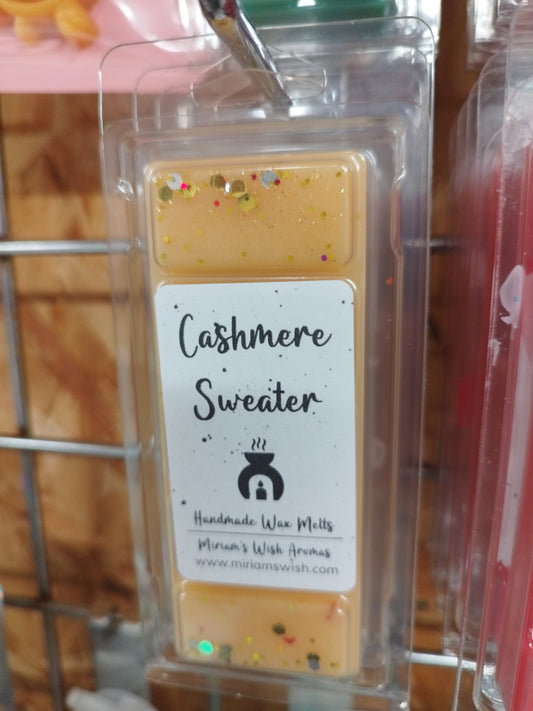 Cashmere
Sweater
Handmade Wax Melts
Miriam's Wish Aromas
www.miriamswish.com